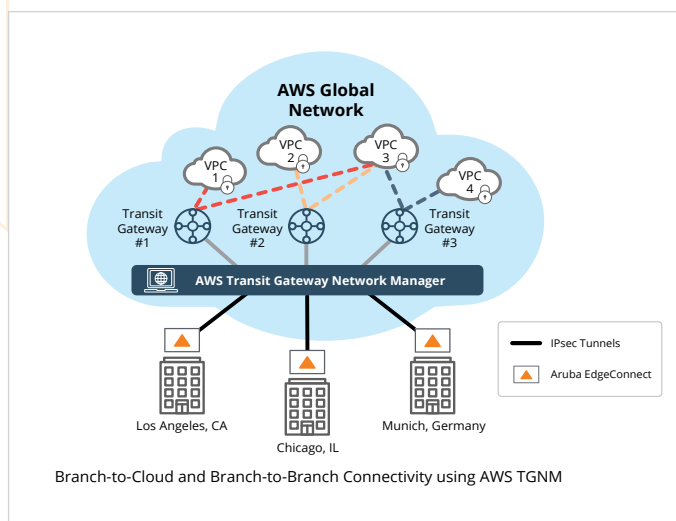 AWS Global
Network
VPC
1
VPC
2
VPC
3
VPC
4
Transit
Gateway
#1
Transit
Gateway
#2
Transit
Gateway
#3
AWS Transit Gateway Network Manager
IPsec Tunnels
Aruba EdgeConnect
Los Angeles, CA
Chicago, IL
Munich, Germany
Branch-to-Cloud and Branch-to-Branch Connectivity using AWS TGNM